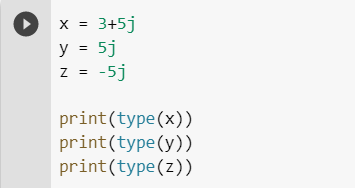 x = 3+5j
y = 5j
z = -5j
print(type(x))
print(type(y))
print(type(z))